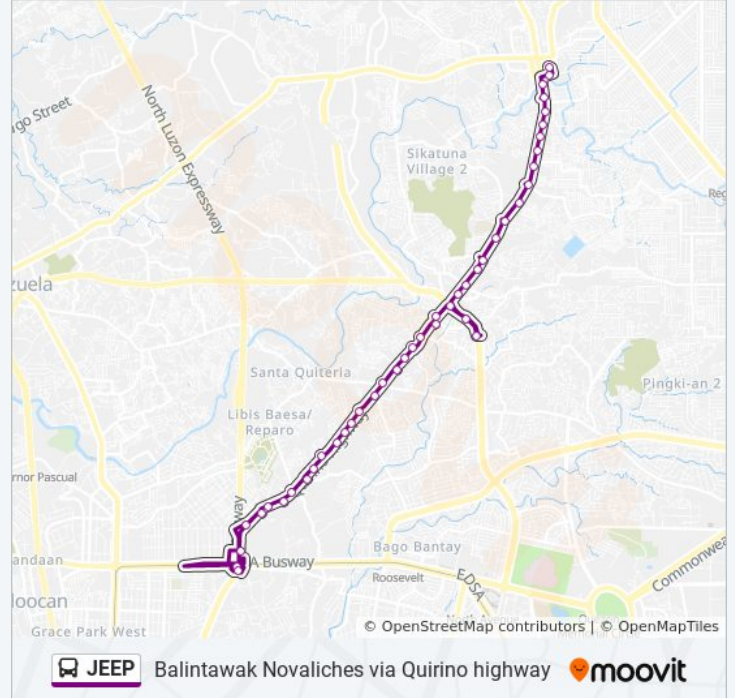 ygo Street
North Luzon Expressway
Sikatuna
Village 2
Rec
zuela
Santa Quiteria
Pingki-an 2
Libis Baesa/
Reparo
rnor Pascual
way
andaan
A Busway
Bago Bantay
Roosevelt
EDSA
Commonwea
loocan
Grace Park West
© OpenStreetMap contributors | © OpenMapTiles
JEEP
Balintawak Novaliches via Quirino highway
moovit